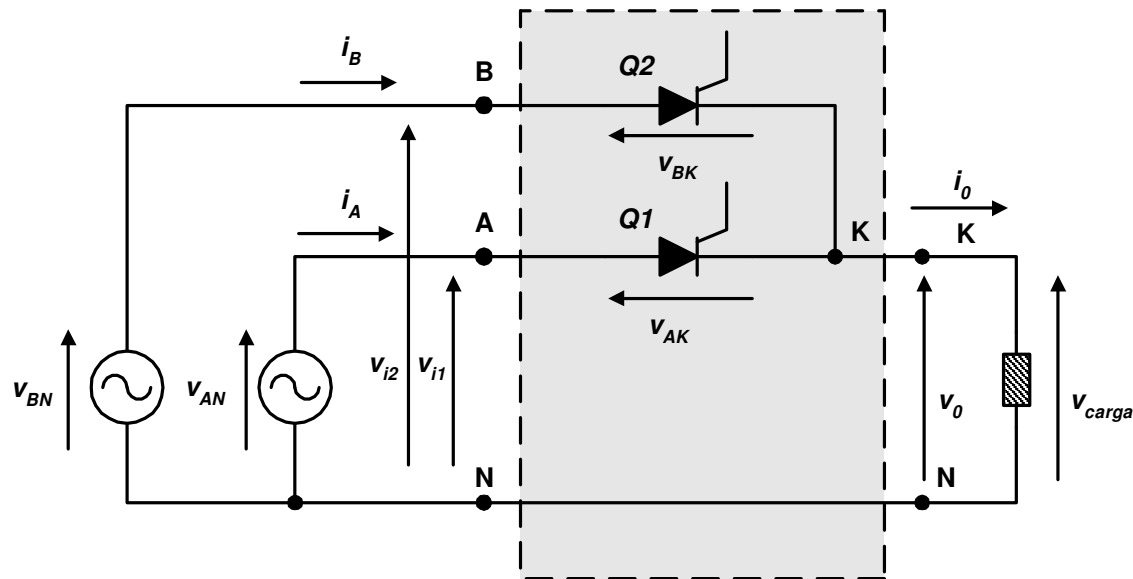 i_B
B
Q2
v_BK
i_A
A
Q1
K
i_0
K
v_AK
v_BN
v_AN
v_i2
v_i1
v_0
v_carga
N
N